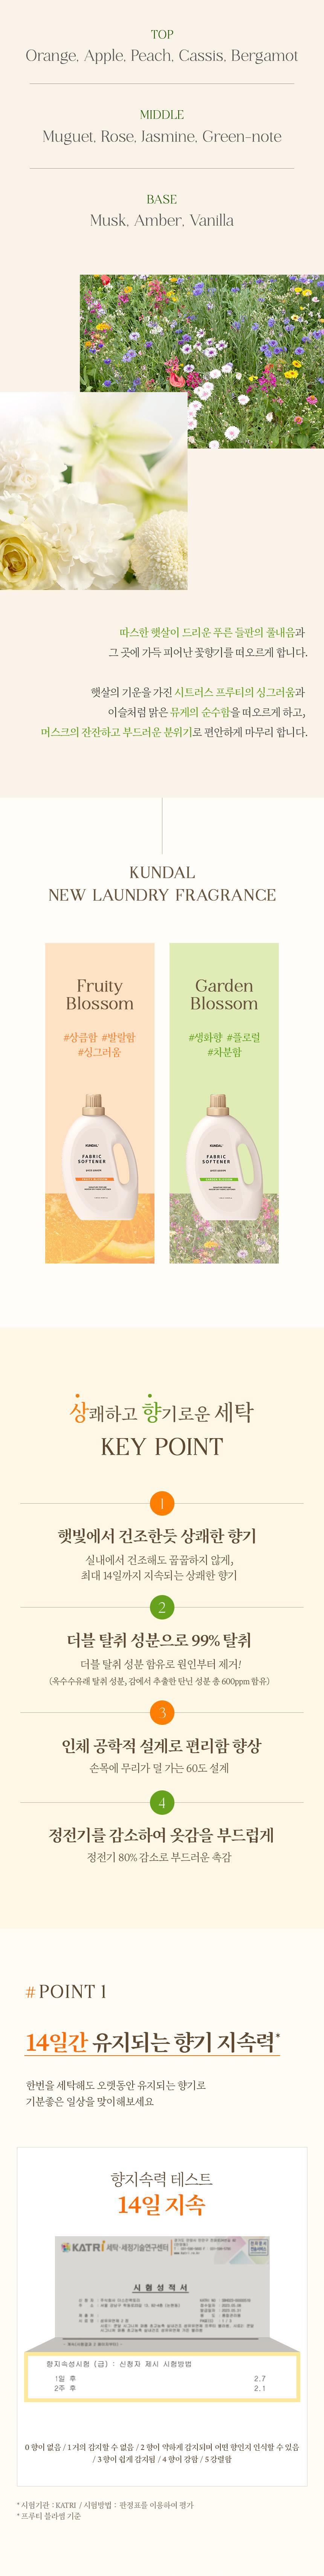 TOP
Orange, Apple, Peach, Cassis, Bergamot
MIDDLE
Muguet, Rose, Jasmine, Green-note
BASE
Musk, Amber, Vanilla
따스한 햇살이 드리운 푸른 들판의 풀내음과
그 곳에 가득 피어난 꽃향기를 떠오르게 합니다.
햇살의 기운을 가진 시트러스 프루티의 싱그러움과
이슬처럼 맑은 뮤게의 순수함을 떠오르게 하고,
머스크의 잔잔하고 부드러운 분위기로 편안하게 마무리 합니다.
KUNDAL
NEW LAUNDRY FRAGRANCE
Fruity
Blossom
#상큼함 #발랄함
#싱그러움
KUNDAL
FABRIC
SOFTENER
Garden
Blossom
#생화향 #플로럴
#차분함
KUNDAL
FABRIC
SOFTENER
상쾌하고 향기로운 세탁
KEY POINT
1
햇빛에서 건조한듯 상쾌한 향기
실내에서 건조해도 꿉꿉하지 않게,
최대 14일까지 지속되는 상쾌한 향기
2
더블 탈취 성분으로 99% 탈취
더블 탈취 성분 함유로 원인부터 제거!
(옥수수유래 탈취 성분, 감에서 추출한 탄닌 성분 총 600ppm 함유)
3
인체 공학적 설계로 편리함 향상
손목에 무리가 덜 가는 60도 설계
4
정전기를 감소하여 옷감을 부드럽게
정전기 80% 감소로 부드러운 촉감
# POINT 1
14일간 유지되는 향기 지속력*
한번을 세탁해도 오랫동안 유지되는 향기로
기분좋은 일상을 맞이해보세요
향지속력 테스트
14일 지속
KATRI 세탁·세정기술연구센터
시 험 성 적 서
향지속성시험 (급) : 신청자 제시 시험방법
1일 후 2.7
2주 후 2.1
0 향이 없음 / 1 거의 감지할 수 없음 / 2 향이 약하게 감지되며 어떤 향인지 인식할 수 있음
/ 3 향이 쉽게 감지됨 / 4 향이 강함 / 5 강렬함
* 시험기관 : KATRI / 시험방법 : 판정표를 이용하여 평가
* 프루티 블라썸 기준